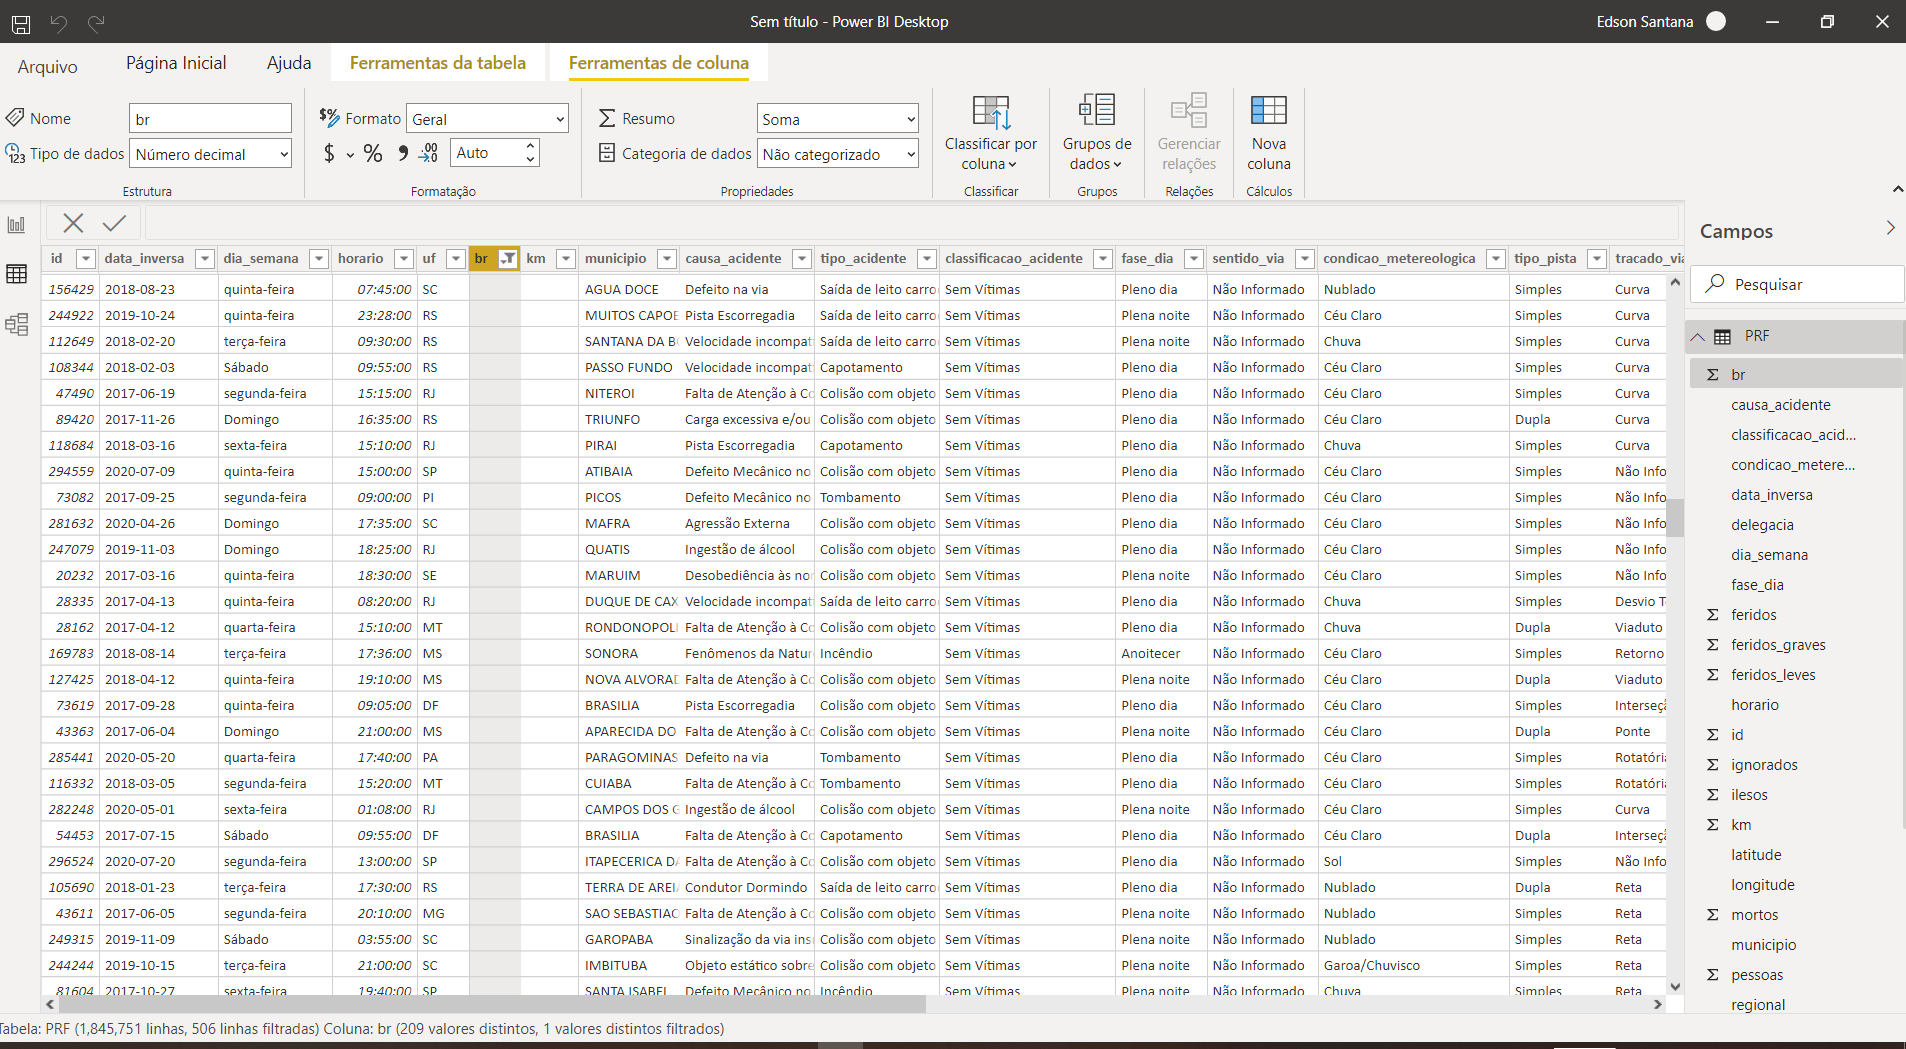 Sem título - Power BI Desktop
Edson Santana
Arquivo
Página Inicial
Ajuda
Ferramentas da tabela
Ferramentas de coluna
Nome
br
Tipo de dados
Número decimal
Estrutura
Formato
Geral
$ % 9 .00
Auto
Formatação
Resumo
Soma
Categoria de dados
Não categorizado
Propriedades
Classificar por
coluna
Classificar
Grupos de
dados
Grupos
Gerenciar
relações
Relações
Nova
coluna
Cálculos
id data_inversa dia_semana horario uf br km municipio causa_acidente tipo_acidente classificacao_acidente fase_dia sentido_via condicao_metereologica tipo_pista tracado_via
156429 2018-08-23 quinta-feira 07:45:00 SC AGUA DOCE Defeito na via Saída de leito carro Sem Vítimas Pleno dia Não Informado Nublado Simples Curva
244922 2019-10-24 quinta-feira 23:28:00 RS MUITOS CAPOE Pista Escorregadia Saída de leito carro Sem Vítimas Plena noite Não Informado Céu Claro Simples Curva
112649 2018-02-20 terça-feira 09:30:00 RS SANTANA DA B Velocidade incompat Saída de leito carro Sem Vítimas Plena noite Não Informado Chuva Simples Curva
108344 2018-02-03 Sábado 09:55:00 RS PASSO FUNDO Velocidade incompat Capotamento Sem Vítimas Pleno dia Não Informado Céu Claro Simples Curva
47490 2017-06-19 segunda-feira 15:15:00 RJ NITEROI Falta de Atenção à Co Colisão com objeto Sem Vítimas Pleno dia Não Informado Céu Claro Simples Curva
89420 2017-11-26 Domingo 16:35:00 RS TRIUNFO Carga excessiva e/ou Colisão com objeto Sem Vítimas Pleno dia Não Informado Céu Claro Dupla Curva
118684 2018-03-16 sexta-feira 15:10:00 RJ PIRAI Pista Escorregadia Capotamento Sem Vítimas Pleno dia Não Informado Chuva Simples Curva
294559 2020-07-09 quinta-feira 15:00:00 SP ATIBAIA Defeito Mecânico no Colisão com objeto Sem Vítimas Pleno dia Não Informado Céu Claro Simples Não Info
73082 2017-09-25 segunda-feira 09:00:00 PI PICOS Defeito Mecânico no Tombamento Sem Vítimas Pleno dia Não Informado Céu Claro Simples Não Info
281632 2020-04-26 Domingo 17:35:00 SC MAFRA Agressão Externa Colisão com objeto Sem Vítimas Pleno dia Não Informado Céu Claro Simples Não Info
247079 2019-11-03 Domingo 18:25:00 RJ QUATIS Ingestão de álcool Colisão com objeto Sem Vítimas Pleno dia Não Informado Céu Claro Simples Não Info
20232 2017-03-16 quinta-feira 18:30:00 SE MARUIM Desobediência às nor Colisão com objeto Sem Vítimas Plena noite Não Informado Céu Claro Simples Não Info
28335 2017-04-13 quinta-feira 08:20:00 RJ DUQUE DE CAX Velocidade incompat Saída de leito carro Sem Vítimas Pleno dia Não Informado Chuva Simples Desvio T
28162 2017-04-12 quarta-feira 15:10:00 MT RONDONOPOLI Falta de Atenção à Co Colisão com objeto Sem Vítimas Pleno dia Não Informado Chuva Dupla Viaduto
169783 2018-08-14 terça-feira 17:36:00 MS SONORA Fenômenos da Natur Incêndio Sem Vítimas Anoitecer Não Informado Céu Claro Simples Retorno
127425 2018-04-12 quinta-feira 19:10:00 MS NOVA ALVORAD Falta de Atenção à Co Colisão com objeto Sem Vítimas Plena noite Não Informado Céu Claro Dupla Viaduto
73619 2017-09-28 quinta-feira 09:05:00 DF BRASILIA Pista Escorregadia Colisão com objeto Sem Vítimas Pleno dia Não Informado Céu Claro Simples Interseç
43363 2017-06-04 Domingo 21:00:00 MS APARECIDA DO Falta de Atenção à Co Colisão com objeto Sem Vítimas Plena noite Não Informado Céu Claro Dupla Ponte
285441 2020-05-20 quarta-feira 17:40:00 PA PARAGOMINAS Defeito na via Tombamento Sem Vítimas Pleno dia Não Informado Céu Claro Simples Rotatóri
116332 2018-03-05 segunda-feira 15:20:00 MT CUIABA Falta de Atenção à Co Tombamento Sem Vítimas Pleno dia Não Informado Céu Claro Simples Rotatóri
282248 2020-05-01 sexta-feira 01:08:00 RJ CAMPOS DOS G Ingestão de álcool Colisão com objeto Sem Vítimas Plena noite Não Informado Céu Claro Simples Curva
54453 2017-07-15 Sábado 09:55:00 DF BRASILIA Falta de Atenção à Co Capotamento Sem Vítimas Pleno dia Não Informado Céu Claro Dupla Interseç
296524 2020-07-20 segunda-feira 13:00:00 SP ITAPECERICA DA Falta de Atenção à Co Colisão com objeto Sem Vítimas Pleno dia Não Informado Sol Simples Não Info
105690 2018-01-23 terça-feira 17:30:00 RS TERRA DE AREI Condutor Dormindo Saída de leito carro Sem Vítimas Pleno dia Não Informado Nublado Dupla Reta
43611 2017-06-05 segunda-feira 20:10:00 MG SAO SEBASTIAO Falta de Atenção à Co Colisão com objeto Sem Vítimas Plena noite Não Informado Nublado Simples Reta
249315 2019-11-09 Sábado 03:55:00 SC GAROPABA Sinalização da via ins Colisão com objeto Sem Vítimas Plena noite Não Informado Nublado Simples Reta
244244 2019-10-15 terça-feira 21:00:00 SC IMBITUBA Objeto estático sobre Colisão com objeto Sem Vítimas Plena noite Não Informado Garoa/Chuvisco Simples Reta
81604 2017-10-27 sexta-feira 19:40:00 SP SANTA ISABEL Defeito Mecânico no Incêndio Sem Vítimas Plena noite Não Informado Chuva Simples Reta
Tabela: PRF (1,845,751 linhas, 506 linhas filtradas) Coluna: br (209 valores distintos, 1 valores distintos filtrados)
Campos
Pesquisar
PRF
Σ br
causa_acidente
classificacao_acid...
condicao_metere...
data_inversa
delegacia
dia_semana
fase_dia
Σ feridos
Σ feridos_graves
Σ feridos_leves
horario
Σ id
Σ ignorados
Σ ilesos
Σ km
latitude
longitude
Σ mortos
municipio
Σ pessoas
regional